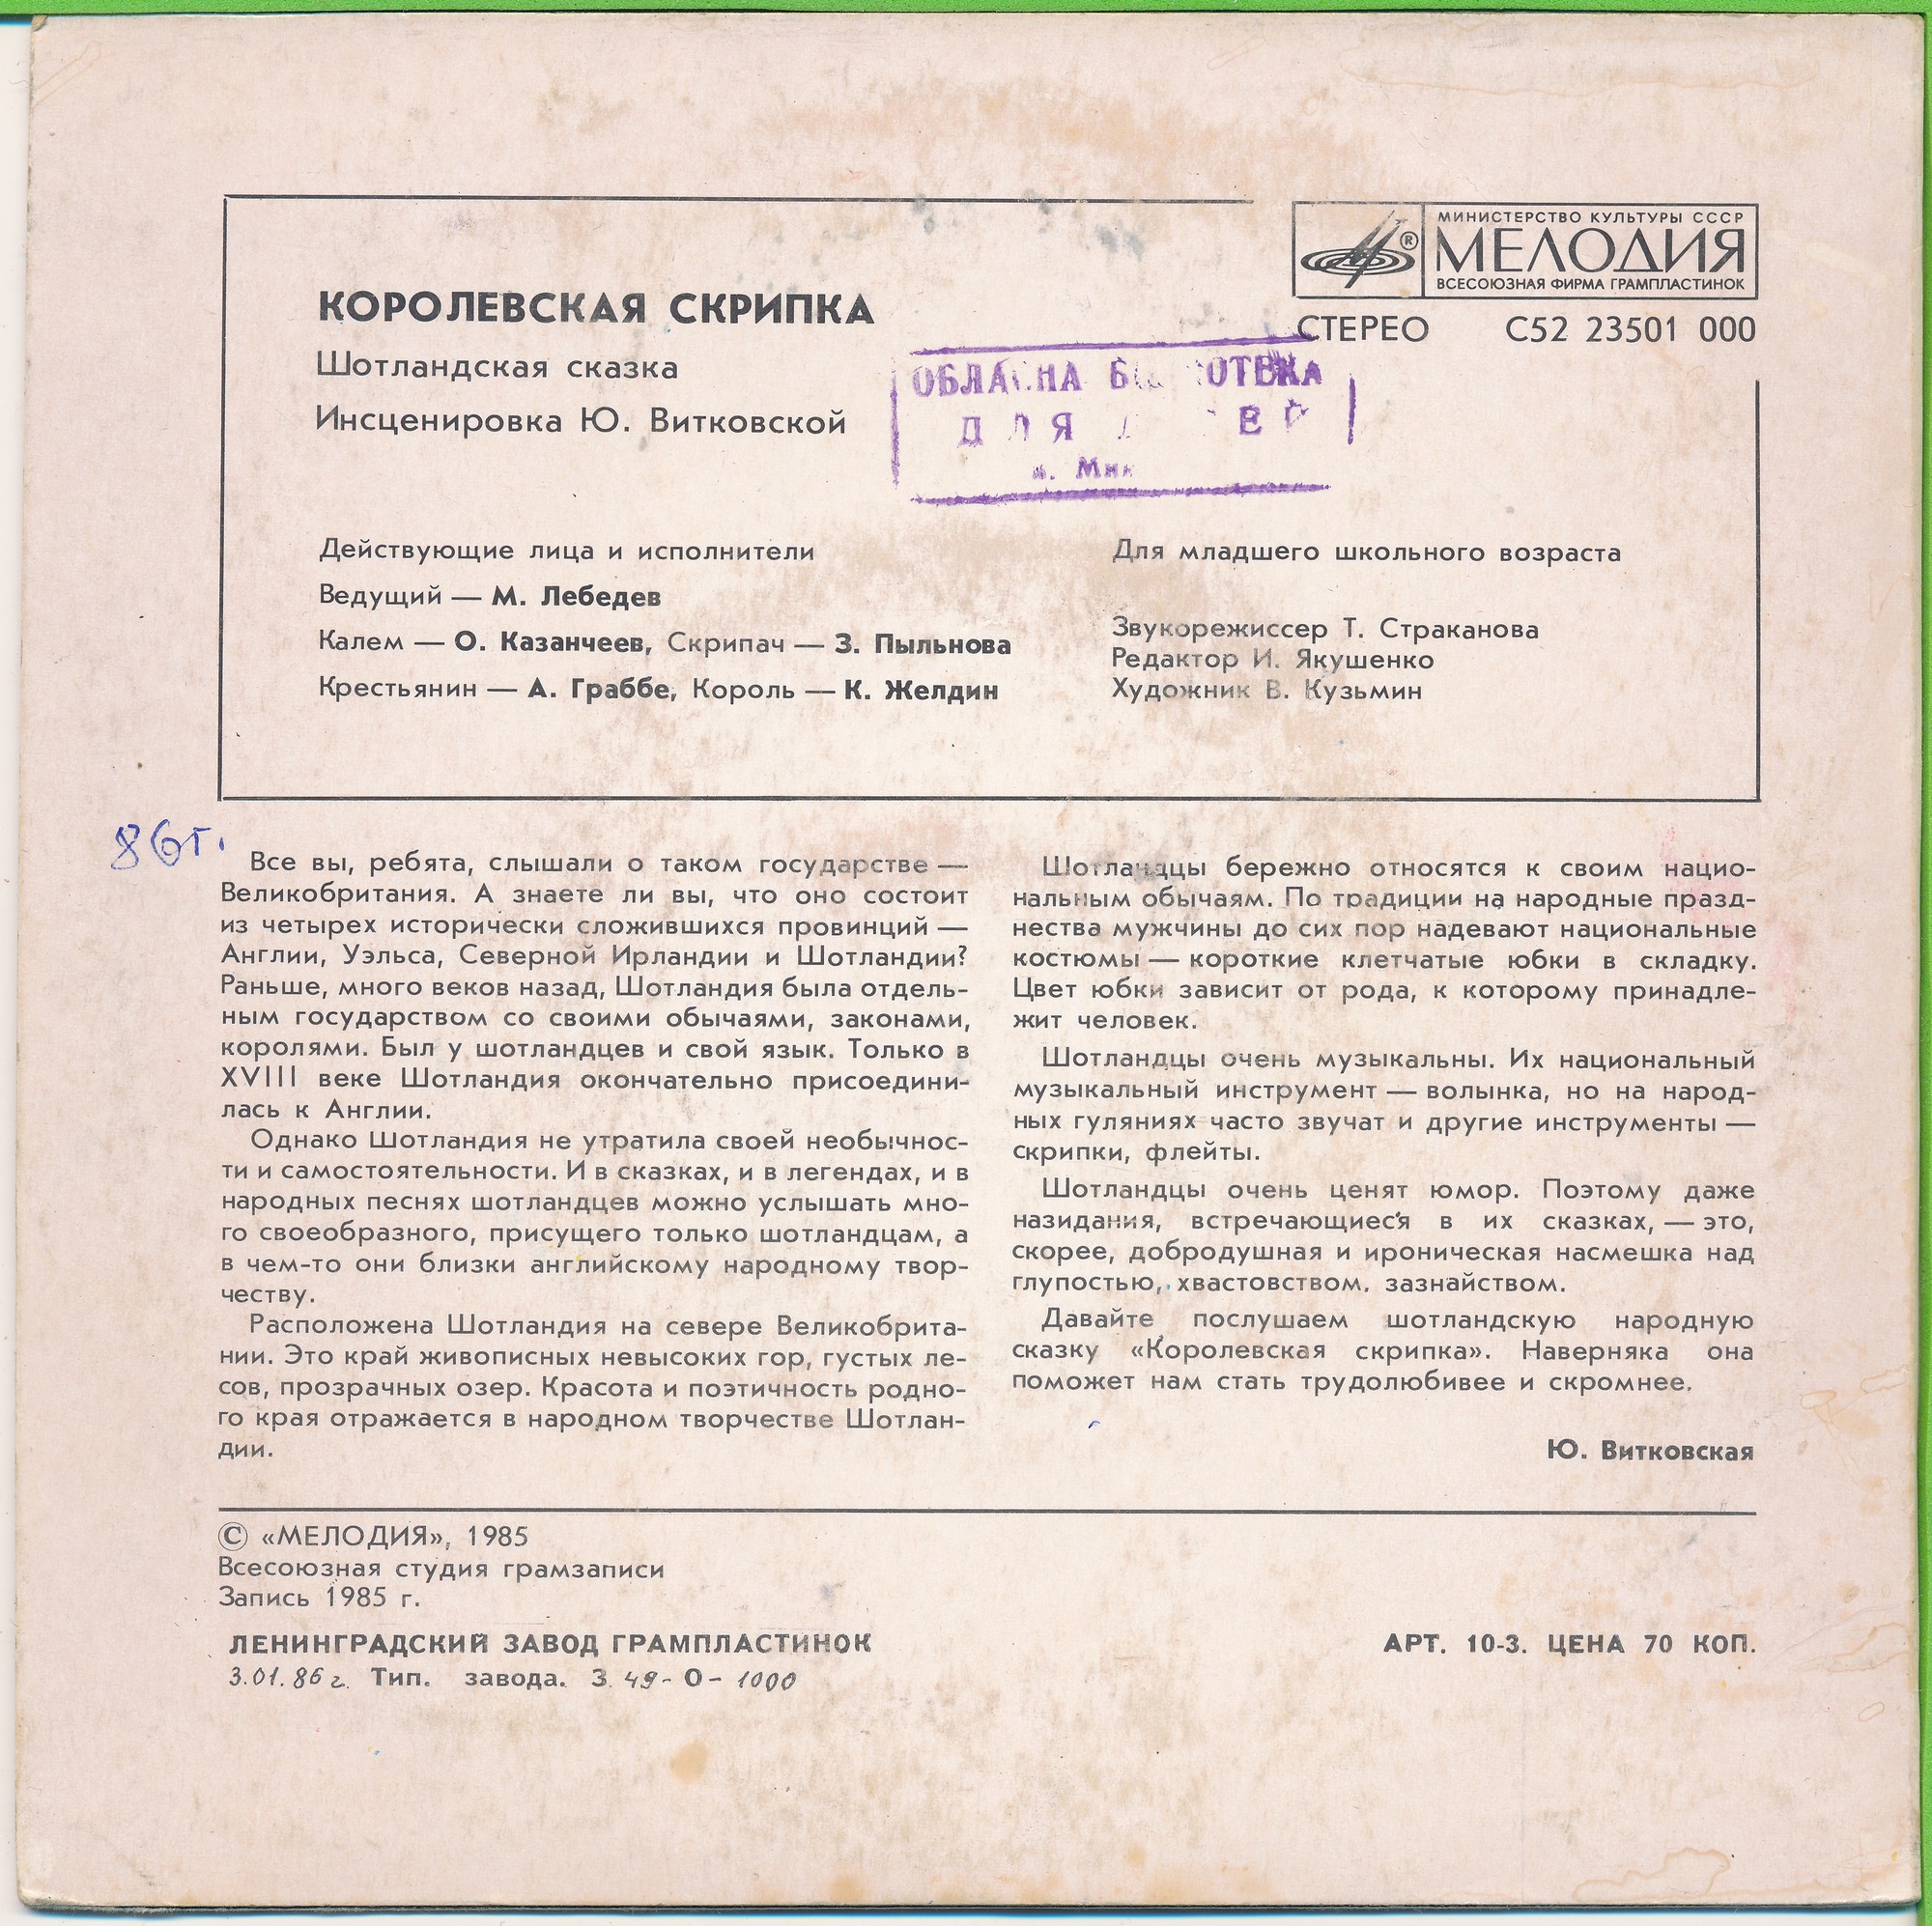 МИНИСТЕРСТВО КУЛЬТУРЫ СССР
МЕЛОДИЯ
ВСЕСОЮЗНАЯ ФИРМА ГРАМПЛАСТИНОК
®
СТЕРЕО С52 23501 000
КОРОЛЕВСКАЯ СКРИПКА
Шотландская сказка
Инсценировка Ю. Витковской
ДЛЯ
Действующие лица и исполнители
Ведущий — М. Лебедев
Калем — О. Казанчеев, Скрипач — З. Пыльнова
Крестьянин — А. Граббе, Король — К. Желдин
Для младшего школьного возраста
Звукорежиссер Т. Страканова
Редактор И. Якушенко
Художник В. Кузьмин
86г.
Все вы, ребята, слышали о таком государстве —
Великобритания. А знаете ли вы, что оно состоит
из четырех исторически сложившихся провинций —
Англии, Уэльса, Северной Ирландии и Шотландии?
Раньше, много веков назад, Шотландия была отдель-
ным государством со своими обычаями, законами,
королями. Был у шотландцев и свой язык. Только в
XVIII веке Шотландия окончательно присоедини-
лась к Англии.
Однако Шотландия не утратила своей необычнос-
ти и самостоятельности. И в сказках, и в легендах, и в
народных песнях шотландцев можно услышать мно-
го своеобразного, присущего только шотландцам, а
в чем-то они близки английскому народному твор-
честву.
Расположена Шотландия на севере Великобрита-
нии. Это край живописных невысоких гор, густых ле-
сов, прозрачных озер. Красота и поэтичность родно-
го края отражается в народном творчестве Шотлан-
дии.
Шотландцы бережно относятся к своим нацио-
нальным обычаям. По традиции на народные празд-
нества мужчины до сих пор надевают национальные
костюмы — короткие клетчатые юбки в складку.
Цвет юбки зависит от рода, к которому принадле-
жит человек.
Шотландцы очень музыкальны. Их национальный
музыкальный инструмент — волынка, но на народ-
ных гуляниях часто звучат и другие инструменты —
скрипки, флейты.
Шотландцы очень ценят юмор. Поэтому даже
назидания, встречающиеся в их сказках, — это,
скорее, добродушная и ироническая насмешка над
глупостью, хвастовством, зазнайством.
Давайте послушаем шотландскую народную
сказку «Королевская скрипка». Наверняка она
поможет нам стать трудолюбивее и скромнее.
Ю. Витковская
© «МЕЛОДИЯ», 1985
Всесоюзная студия грамзаписи
Запись 1985 г.
ЛЕНИНГРАДСКИЙ ЗАВОД ГРАМПЛАСТИНОК
3.01.86 г. Тип. завода. З. 49-О-1000
АРТ. 10-3. ЦЕНА 70 КОП.